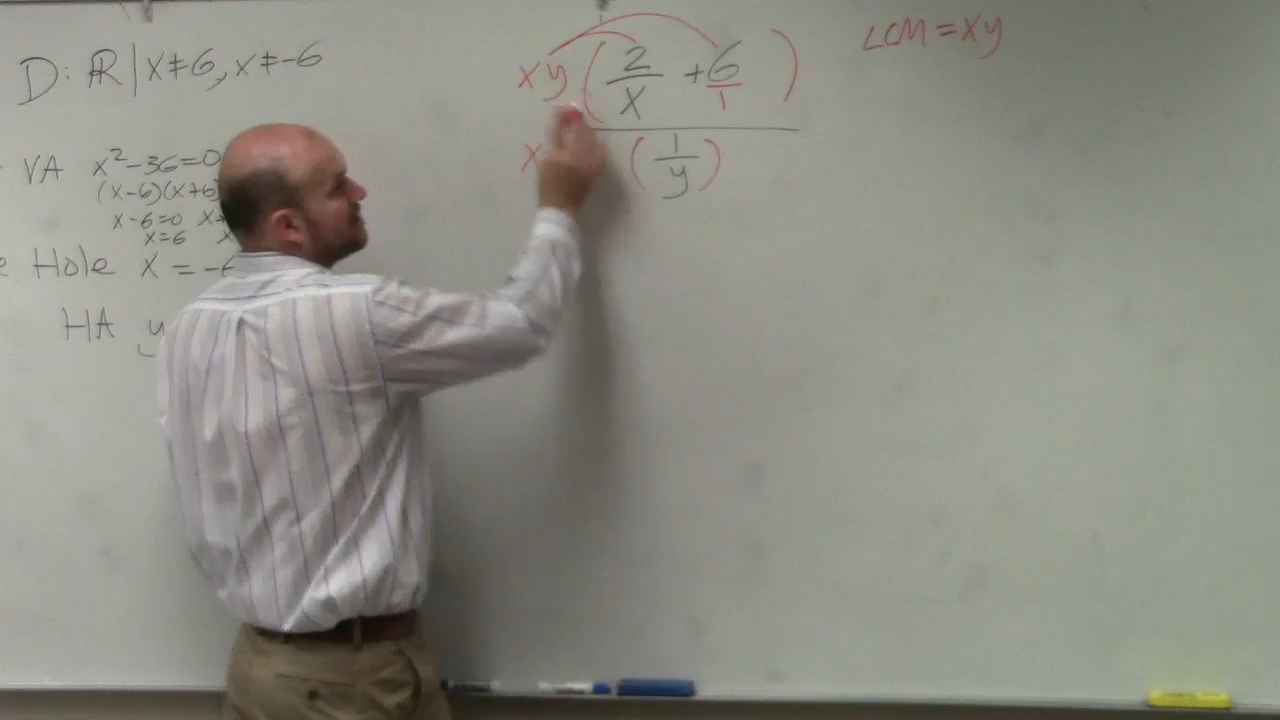 D: ℝ | x≠6, x≠-6
VA x²-36=0
(x-6)(x+6)
x-6=0 x
x=6 x
Hole x = -6
HA y
xy ( 2/x + 6/1 )
x ( 1/y )
LCM = xy